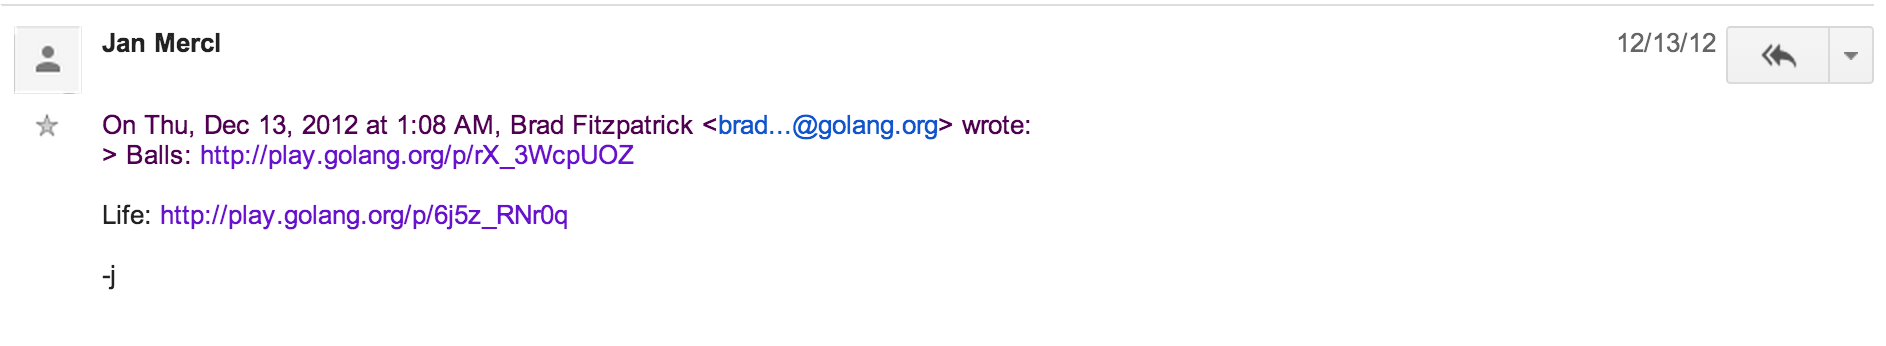 Jan Mercl
12/13/12
On Thu, Dec 13, 2012 at 1:08 AM, Brad Fitzpatrick <brad...@golang.org> wrote:
> Balls: http://play.golang.org/p/rX_3WcpUOZ
Life: http://play.golang.org/p/6j5z_RNr0q
-j